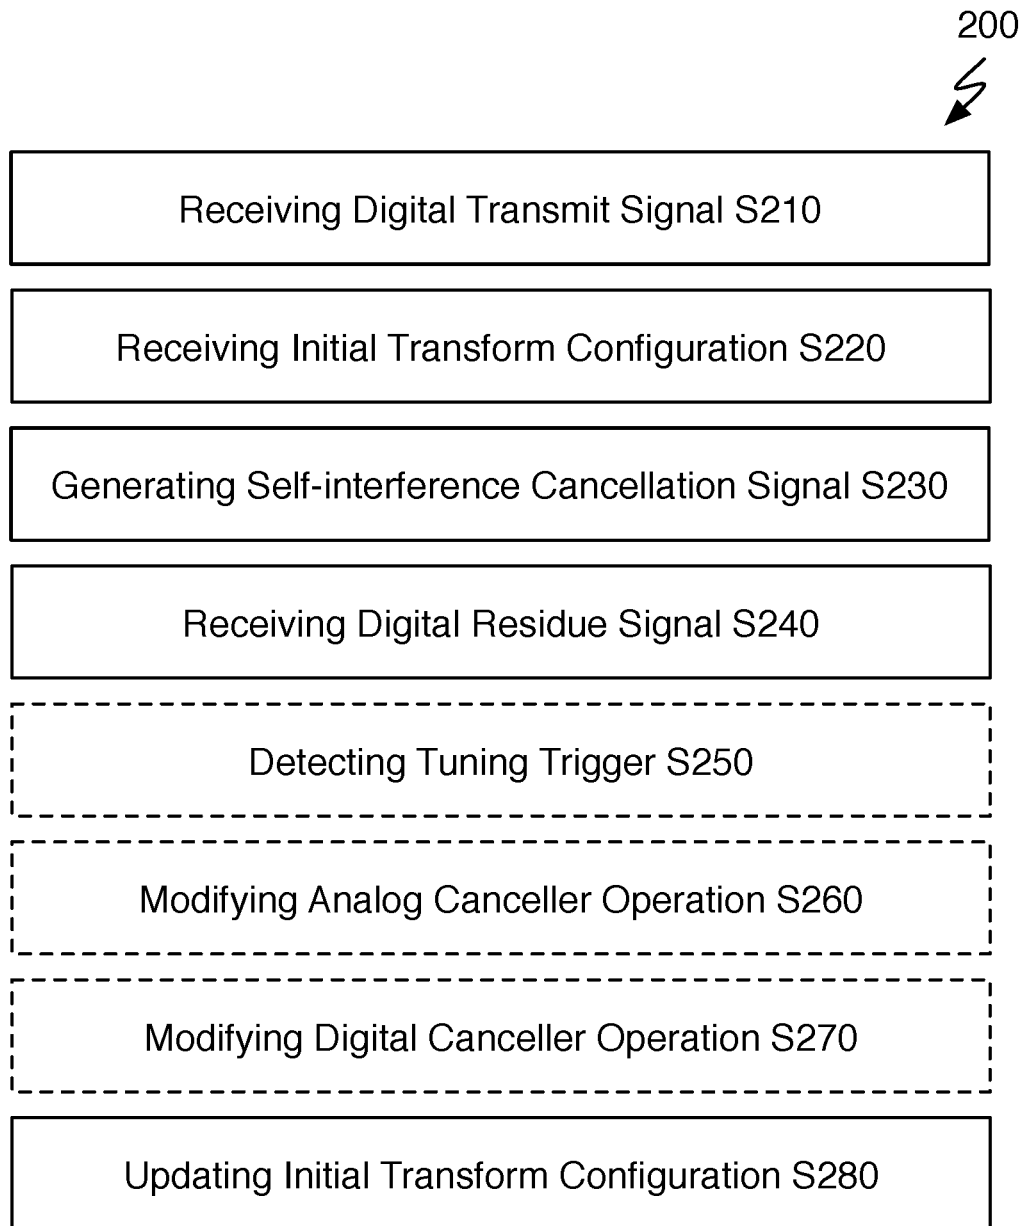 200
Receiving Digital Transmit Signal S210
Receiving Initial Transform Configuration S220
Generating Self-interference Cancellation Signal S230
Receiving Digital Residue Signal S240
Detecting Tuning Trigger S250
Modifying Analog Canceller Operation S260
Modifying Digital Canceller Operation S270
Updating Initial Transform Configuration S280